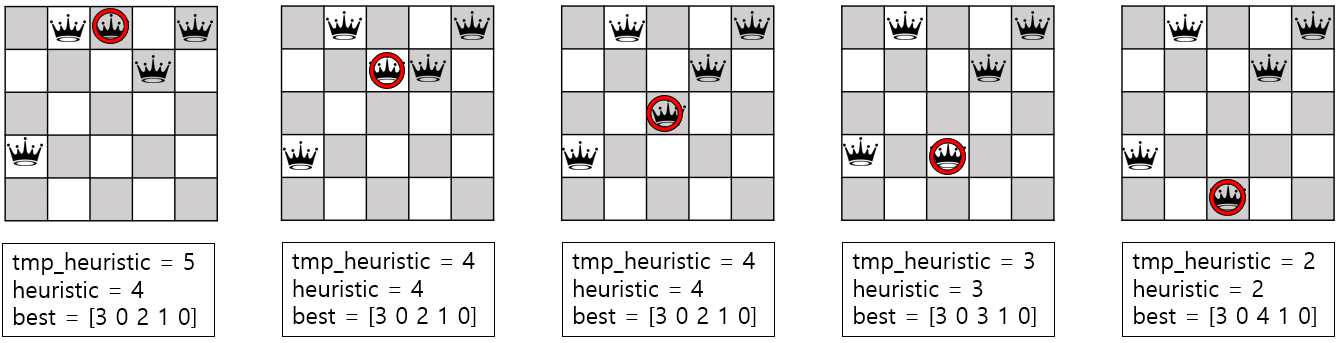 tmp_heuristic = 5
heuristic = 4
best = [3 0 2 1 0]
tmp_heuristic = 4
heuristic = 4
best = [3 0 2 1 0]
tmp_heuristic = 4
heuristic = 4
best = [3 0 2 1 0]
tmp_heuristic = 3
heuristic = 3
best = [3 0 3 1 0]
tmp_heuristic = 2
heuristic = 2
best = [3 0 4 1 0]